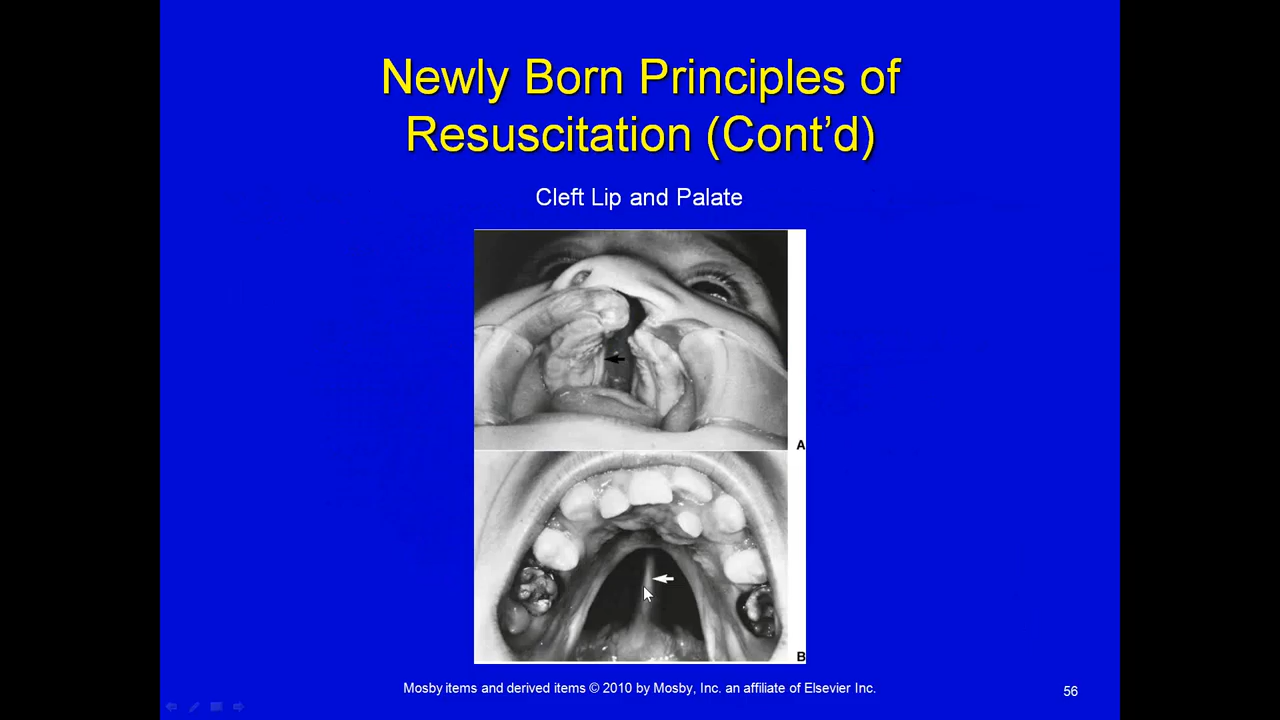 Newly Born Principles of
Resuscitation (Cont’d)
Cleft Lip and Palate
A
B
Mosby items and derived items © 2010 by Mosby, Inc. an affiliate of Elsevier Inc.
56